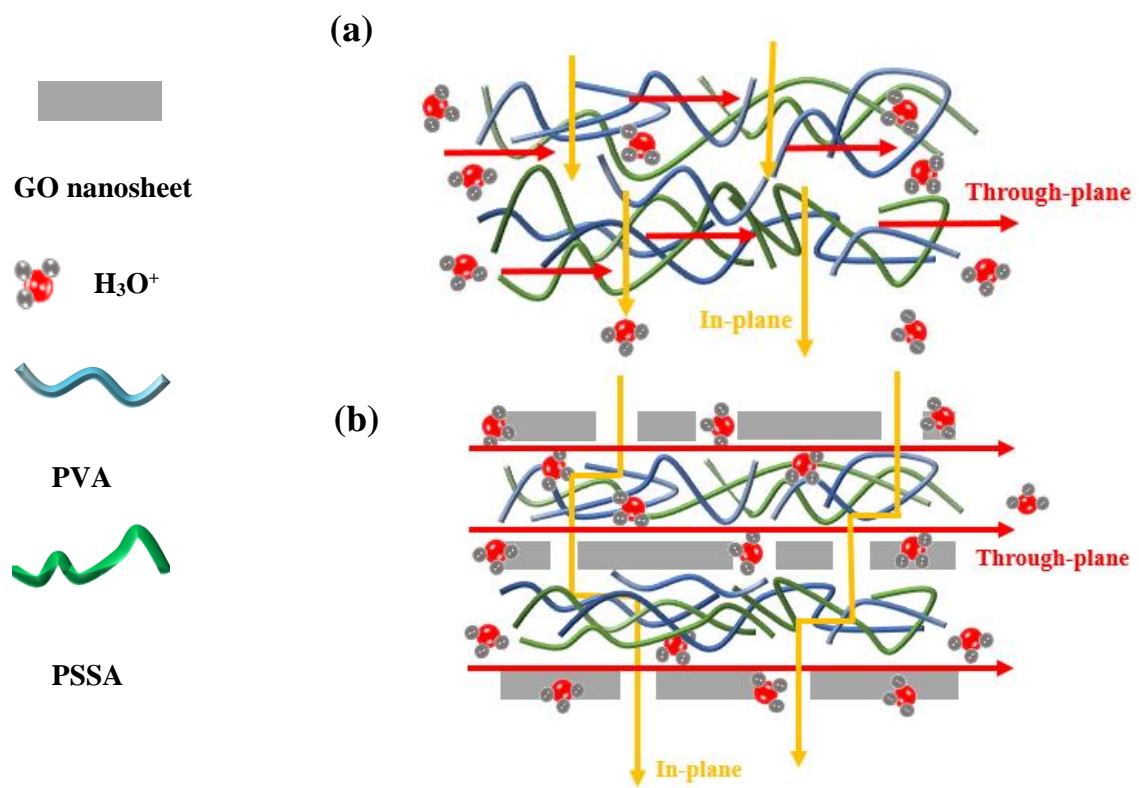 (a)
GO nanosheet
H₃O⁺
PVA
PSSA
Through-plane
In-plane
(b)
Through-plane
In-plane